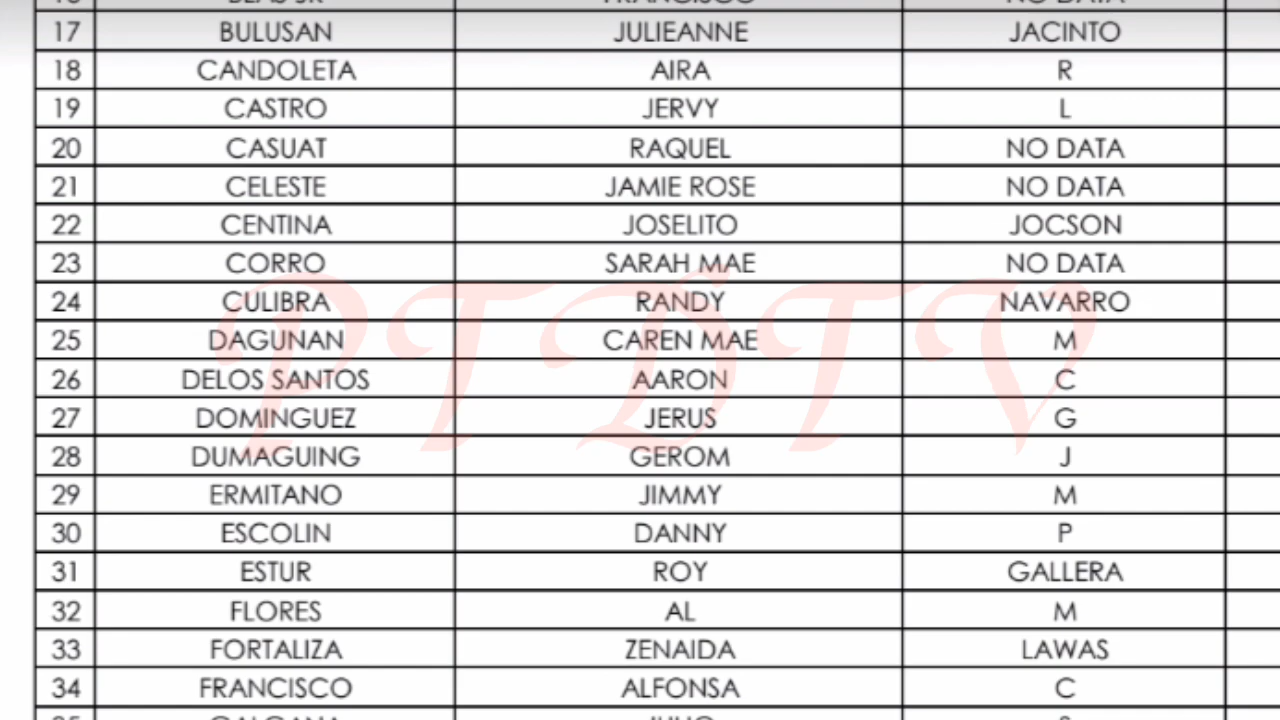 17 BULUSAN JULIEANNE JACINTO
18 CANDOLETA AIRA R
19 CASTRO JERVY L
20 CASUAT RAQUEL NO DATA
21 CELESTE JAMIE ROSE NO DATA
22 CENTINA JOSELITO JOCSON
23 CORRO SARAH MAE NO DATA
24 CULIBRA RANDY NAVARRO
25 DAGUNAN CAREN MAE M
26 DELOS SANTOS AARON C
27 DOMINGUEZ JERUS G
28 DUMAGUING GEROM J
29 ERMITANO JIMMY M
30 ESCOLIN DANNY P
31 ESTUR ROY GALLERA
32 FLORES AL M
33 FORTALIZA ZENAIDA LAWAS
34 FRANCISCO ALFONSA C
PTDTV